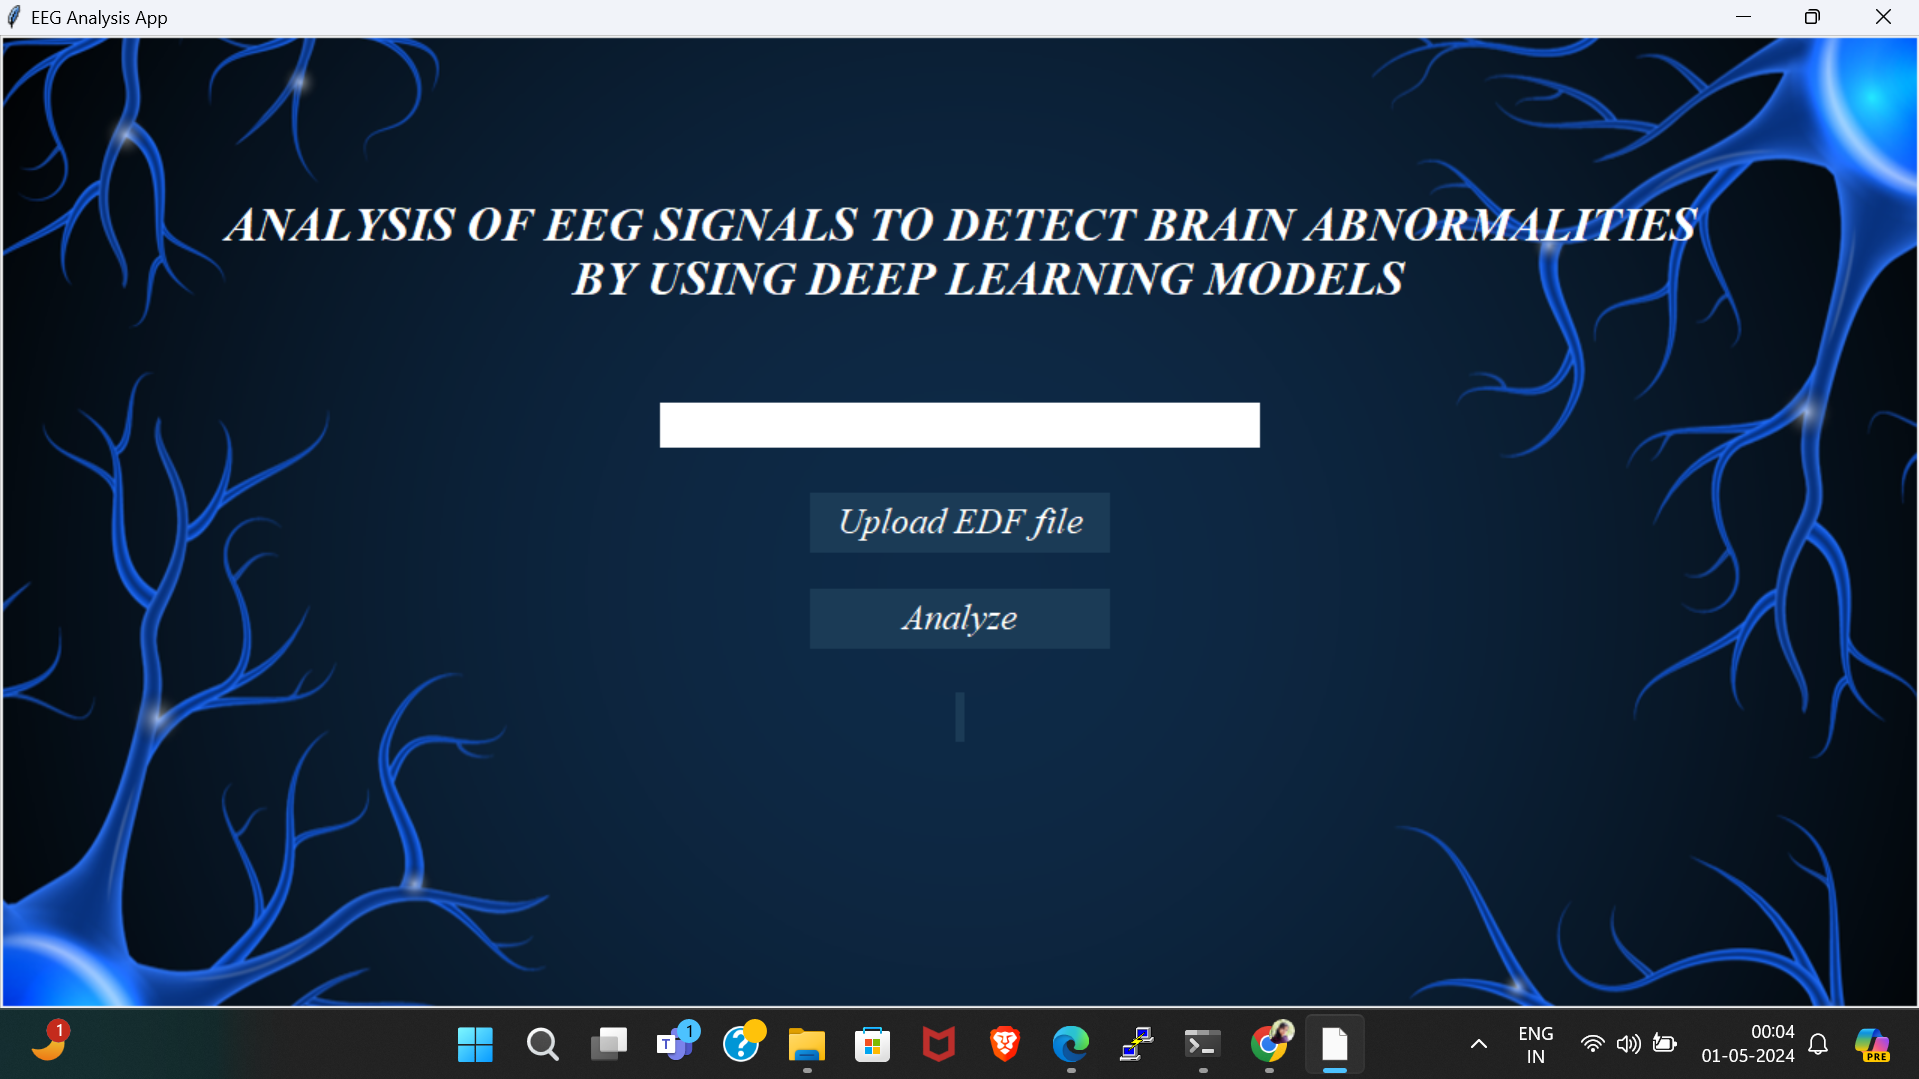 EEG Analysis App
ANALYSIS OF EEG SIGNALS TO DETECT BRAIN ABNORMALITIES
BY USING DEEP LEARNING MODELS
Upload EDF file
Analyze
1
1
T
?
ENG
IN
00:04
01-05-2024
PRE